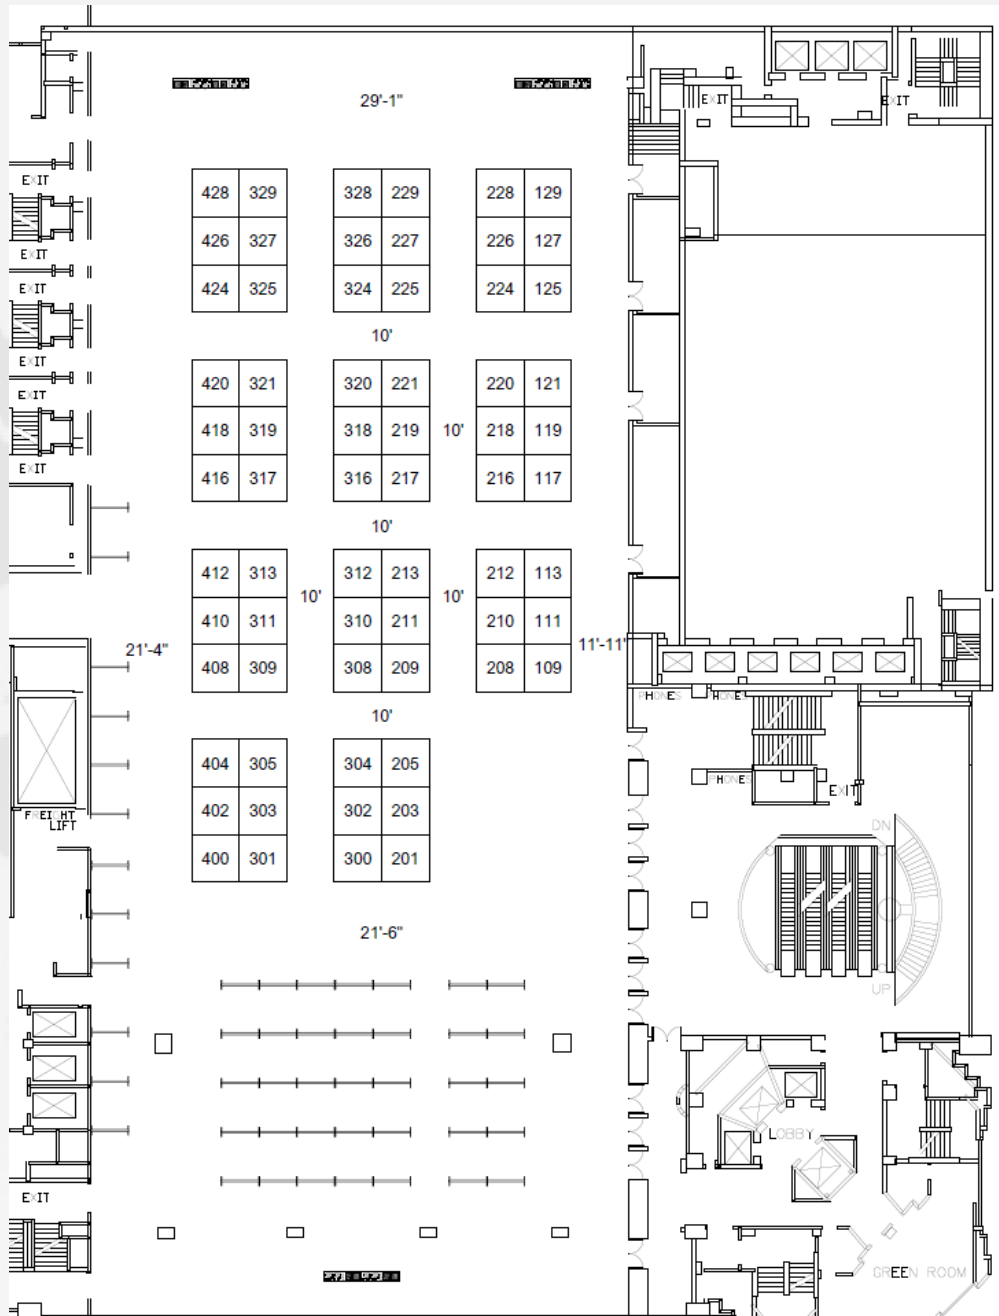 29'-1"
EXIT
EXIT
EXIT
428 329 328 229 228 129
426 327 326 227 226 127
EXIT
424 325 324 225 224 125
EXIT
10'
EXIT
420 321 320 221 220 121
EXIT
418 319 318 219 10' 218 119
EXIT
416 317 316 217 216 117
10'
412 313 312 213 212 113
10' 10'
410 311 310 211 210 111
21'-4" 11'-11'
408 309 308 209 208 109
PHONES PHONES
10'
404 305 304 205
PHONES
EXIT
402 303 302 203
FREIGHT
LIFT
DN
400 301 300 201
21'-6"
UP
LOBBY
EXIT
GREEN ROOM